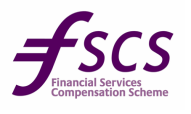 fscs
Financial Services
Compensation Scheme